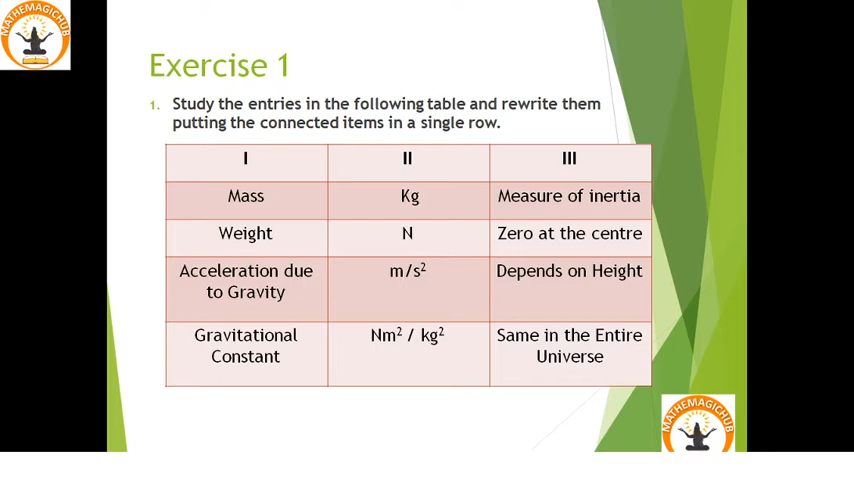 MATHEMAGICHUB
Exercise 1
1. Study the entries in the following table and rewrite them
putting the connected items in a single row.
I II III
Mass Kg Measure of inertia
Weight N Zero at the centre
Acceleration due m/s² Depends on Height
to Gravity
Gravitational Nm² / kg² Same in the Entire
Constant Universe
MATHEMAGICHUB